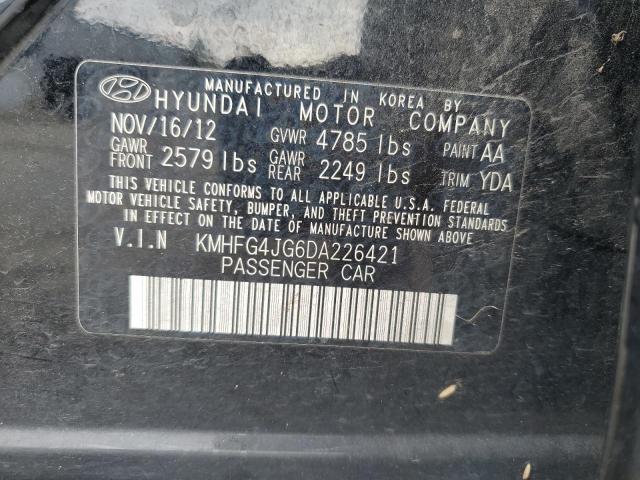 MANUFACTURED IN KOREA BY
HYUNDAI MOTOR COMPANY
NOV/16/12 GVWR 4785 lbs PAINT AA
GAWR FRONT 2579 lbs GAWR REAR 2249 lbs TRIM YDA
THIS VEHICLE CONFORMS TO ALL APPLICABLE U.S.A. FEDERAL
MOTOR VEHICLE SAFETY, BUMPER, AND THEFT PREVENTION STANDARDS
IN EFFECT ON THE DATE OF MANUFACTURE SHOWN ABOVE.
V.I.N KMHFG4JG6DA226421
PASSENGER CAR